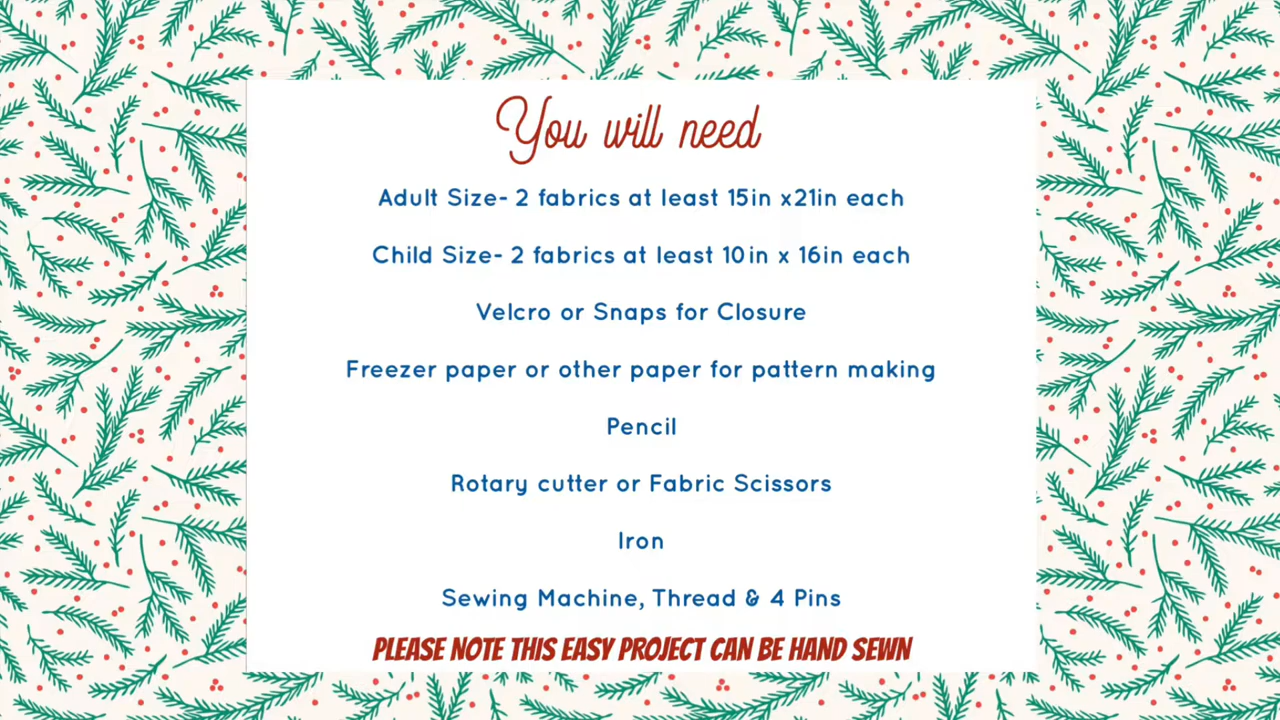 You will need
Adult Size- 2 fabrics at least 15in x21in each
Child Size- 2 fabrics at least 10in x 16in each
Velcro or Snaps for Closure
Freezer paper or other paper for pattern making
Pencil
Rotary cutter or Fabric Scissors
Iron
Sewing Machine, Thread & 4 Pins
PLEASE NOTE THIS EASY PROJECT CAN BE HAND SEWN